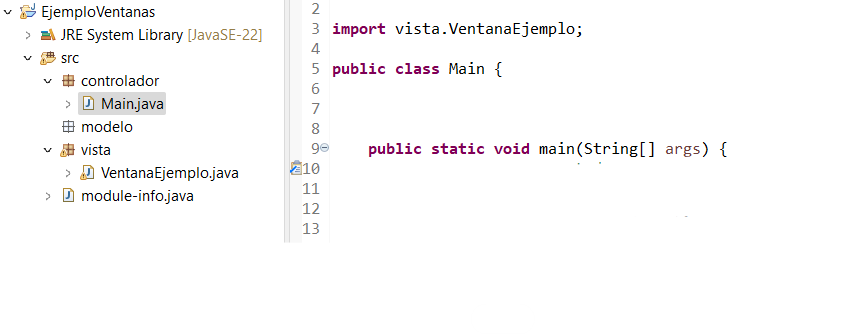 EjemploVentanas
JRE System Library [JavaSE-22]
src
controlador
Main.java
modelo
vista
VentanaEjemplo.java
module-info.java
2
3 import vista.VentanaEjemplo;
4
5 public class Main {
6
7
8
9 public static void main(String[] args) {
10
11
12
13